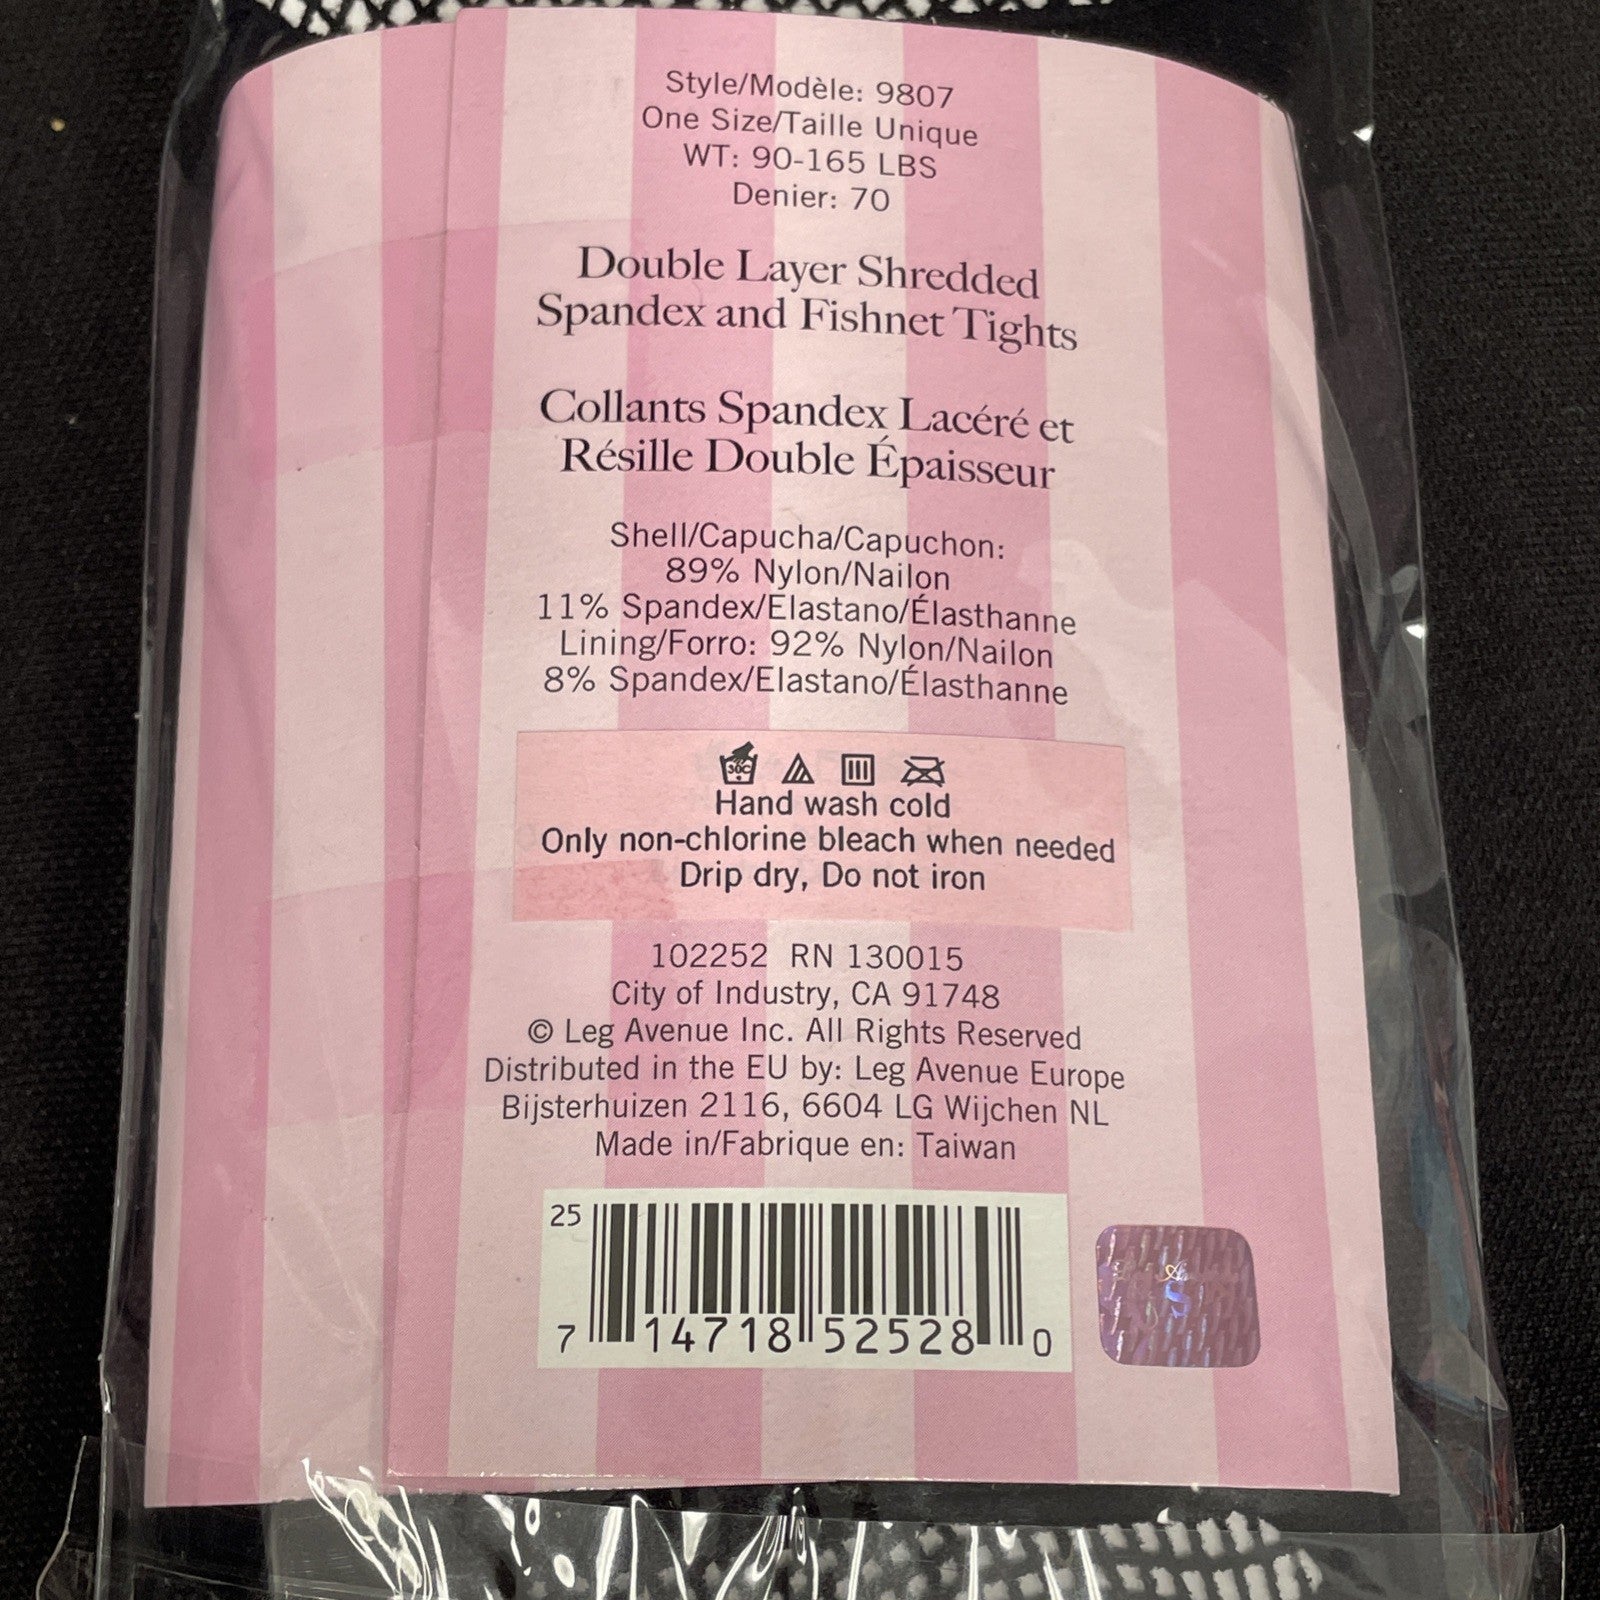 Style/Modèle: 9807
One Size/Taille Unique
WT: 90-165 LBS
Denier: 70
Double Layer Shredded
Spandex and Fishnet Tights
Collants Spandex Lacéré et
Résille Double Épaisseur
Shell/Capucha/Capuchon:
89% Nylon/Nailon
11% Spandex/Elastano/Élasthanne
Lining/Forro: 92% Nylon/Nailon
8% Spandex/Elastano/Élasthanne
30C
Hand wash cold
Only non-chlorine bleach when needed
Drip dry, Do not iron
102252 RN 130015
City of Industry, CA 91748
© Leg Avenue Inc. All Rights Reserved
Distributed in the EU by: Leg Avenue Europe
Bijsterhuizen 2116, 6604 LG Wijchen NL
Made in/Fabrique en: Taiwan
25
7 14718 52528 0